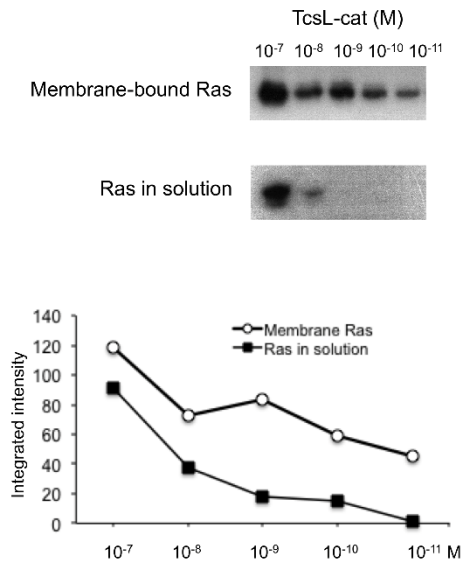 TcsL-cat (M)
10⁻⁷ 10⁻⁸ 10⁻⁹ 10⁻¹⁰ 10⁻¹¹
Membrane-bound Ras
Ras in solution
140
120
100
80
60
40
20
0
Integrated intensity
Membrane Ras
Ras in solution
10⁻⁷ 10⁻⁸ 10⁻⁹ 10⁻¹⁰ 10⁻¹¹ M